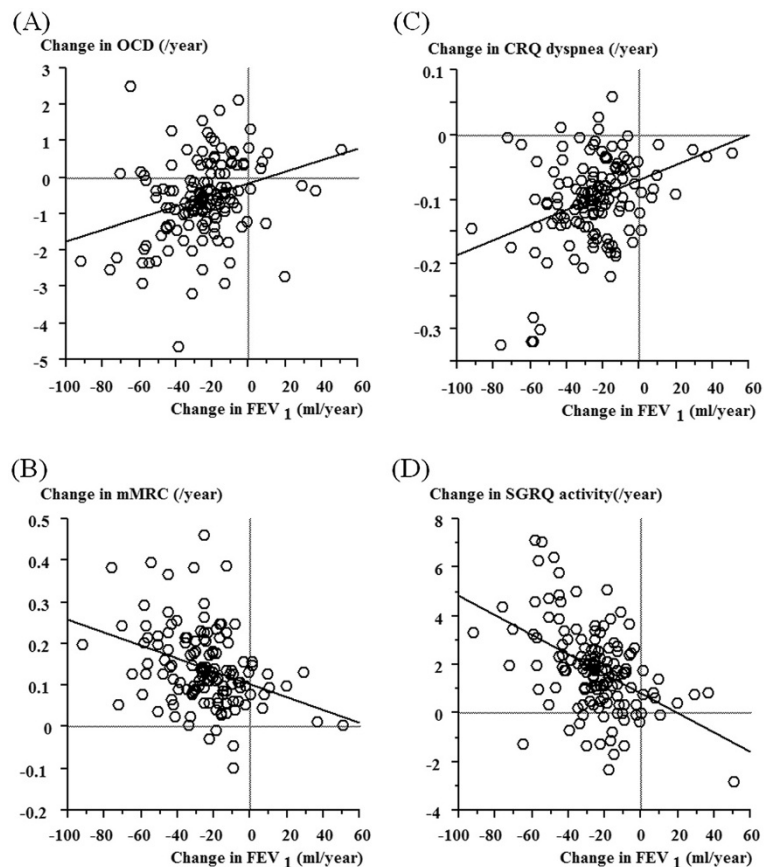 (A)
Change in OCD (/year)
3
2
1
0
-1
-2
-3
-4
-5
-100 -80 -60 -40 -20 0 20 40 60
Change in FEV 1 (ml/year)
(B)
Change in mMRC (/year)
0.5
0.4
0.3
0.2
0.1
0
-0.1
-0.2
-100 -80 -60 -40 -20 0 20 40 60
Change in FEV 1 (ml/year)
(C)
Change in CRQ dyspnea (/year)
0.1
0
-0.1
-0.2
-0.3
-100 -80 -60 -40 -20 0 20 40 60
Change in FEV 1 (ml/year)
(D)
Change in SGRQ activity(/year)
8
6
4
2
0
-2
-4
-100 -80 -60 -40 -20 0 20 40 60
Change in FEV 1 (ml/year)